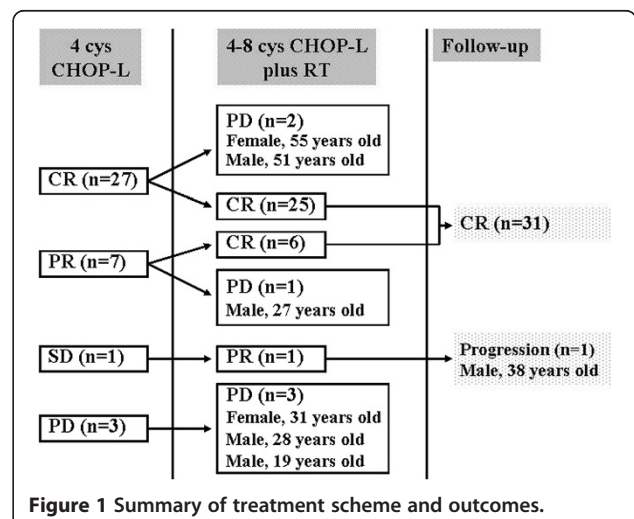 4 cys
CHOP-L
4-8 cys CHOP-L
plus RT
Follow-up
PD (n=2)
Female, 55 years old
Male, 51 years old
CR (n=27)
CR (n=25)
CR (n=31)
CR (n=6)
PR (n=7)
PD (n=1)
Male, 27 years old
SD (n=1)
PR (n=1)
Progression (n=1)
Male, 38 years old
PD (n=3)
PD (n=3)
Female, 31 years old
Male, 28 years old
Male, 19 years old
Figure 1 Summary of treatment scheme and outcomes.